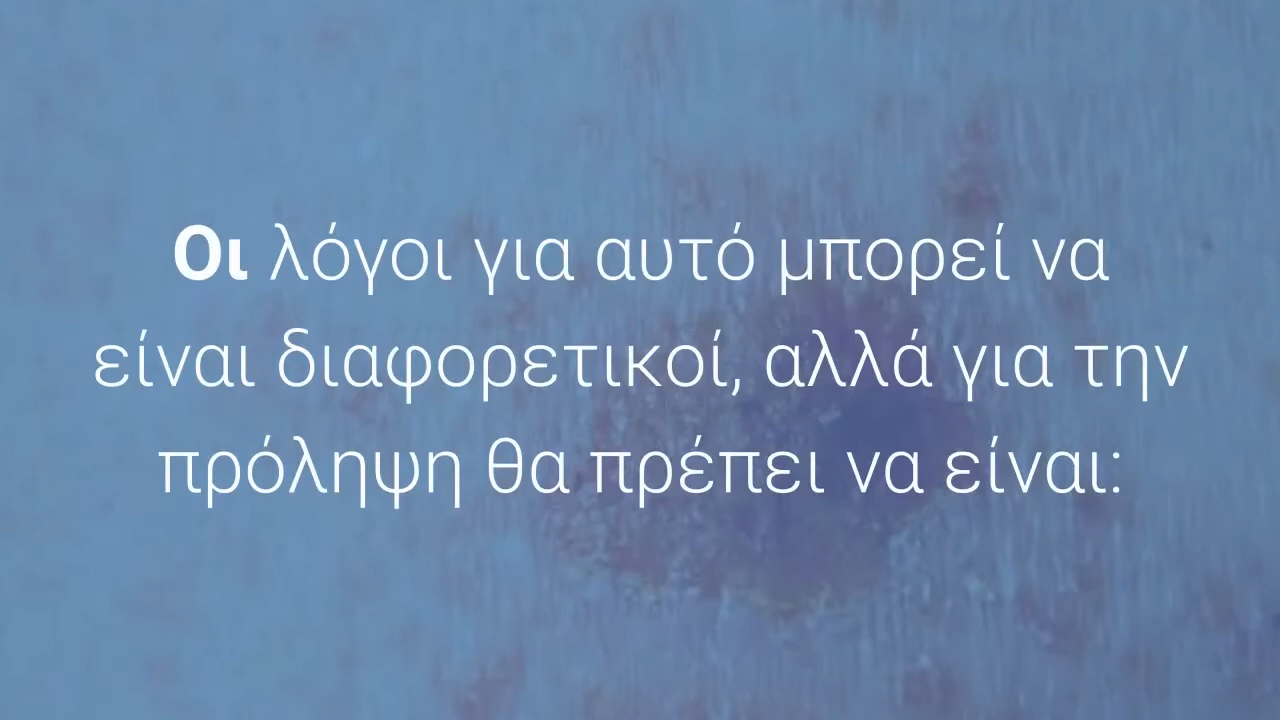 Οι λόγοι για αυτό μπορεί να
είναι διαφορετικοί, αλλά για την
πρόληψη θα πρέπει να είναι: